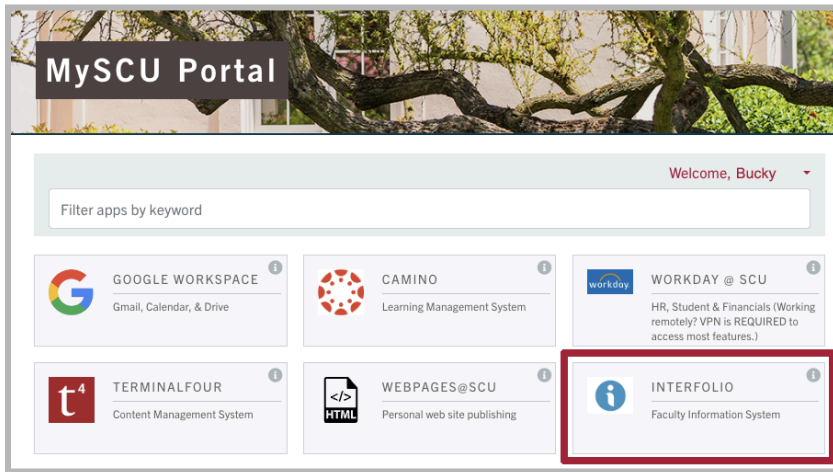 MySCU Portal
Welcome, Bucky
Filter apps by keyword
GOOGLE WORKSPACE
Gmail, Calendar, & Drive
CAMINO
Learning Management System
workday
WORKDAY @ SCU
HR, Student & Financials (Working
remotely? VPN is REQUIRED to
access most features.)
t4
TERMINALFOUR
Content Management System
</>
HTML
WEBPAGES@SCU
Personal web site publishing
INTERFOLIO
Faculty Information System